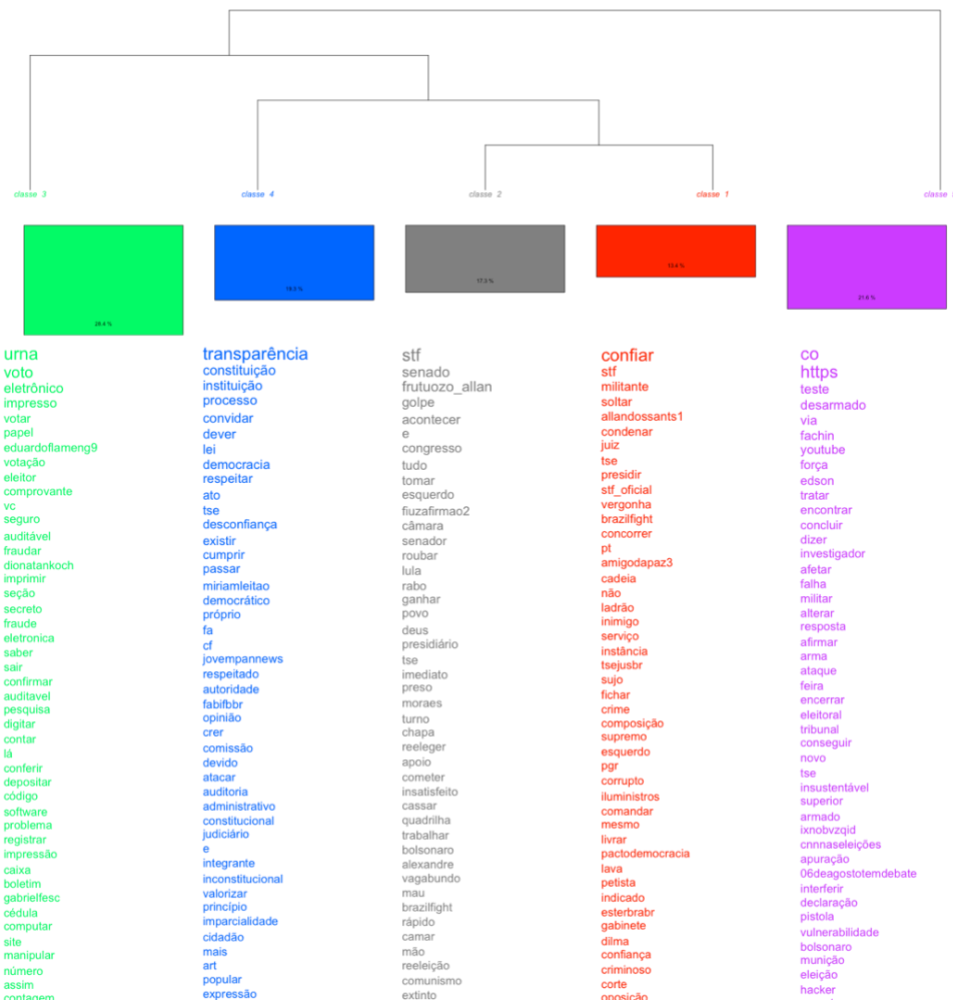 classe 3
classe 4
classe 2
classe 1
classe
17.3 %
13.4 %
21.6 %
urna
voto
eletrônico
impresso
votar
papel
eduardoflameng9
votação
eleitor
comprovante
vc
seguro
auditável
fraudar
dionatankoch
imprimir
seção
secreto
fraude
eletronica
saber
sair
confirmar
auditavel
pesquisa
digitar
contar
lá
conferir
depositar
código
software
problema
registrar
impressão
caixa
boletim
gabrielfesc
cédula
computar
site
manipular
número
assim
contagem
transparência
constituição
instituição
processo
convidar
dever
lei
democracia
respeitar
ato
tse
desconfiança
existir
cumprir
passar
miriamleitao
democrático
próprio
fa
cf
jovempannews
respeitado
autoridade
fabifbbr
opinião
crer
comissão
devido
atacar
auditoria
administrativo
constitucional
judiciário
e
integrante
inconstitucional
valorizar
princípio
imparcialidade
cidadão
mais
art
popular
expressão
stf
senado
frutuozo_allan
golpe
acontecer
e
congresso
tudo
tomar
esquerdo
fiuzafirmao2
câmara
senador
roubar
lula
rabo
ganhar
povo
deus
presidiário
tse
imediato
preso
moraes
turno
chapa
reeleger
apoio
cometer
insatisfeito
cassar
quadrilha
trabalhar
bolsonaro
alexandre
vagabundo
mau
brazilfight
rápido
camar
mão
reeleição
comunismo
extinto
confiar
stf
militante
soltar
allandossants1
condenar
juiz
tse
presidir
stf_oficial
vergonha
brazilfight
concorrer
pt
amigodapaz3
cadeia
não
ladrão
inimigo
serviço
instância
tsejusbr
sujo
fichar
crime
composição
supremo
esquerdo
pgr
corrupto
iluministros
comandar
mesmo
livrar
pactodemocracia
lava
petista
indicado
esterbrabr
gabinete
dilma
confiança
criminoso
corte
oposição
co
https
teste
desarmado
via
fachin
youtube
força
edson
tratar
encontrar
concluir
dizer
investigador
afetar
falha
militar
alterar
resposta
afirmar
arma
ataque
feira
encerrar
eleitoral
tribunal
conseguir
novo
tse
insustentável
superior
armado
ixnobvzqid
cnnnaseleições
apuração
06deagostotemdebate
interferir
declaração
pistola
vulnerabilidade
bolsonaro
munição
eleição
hacker